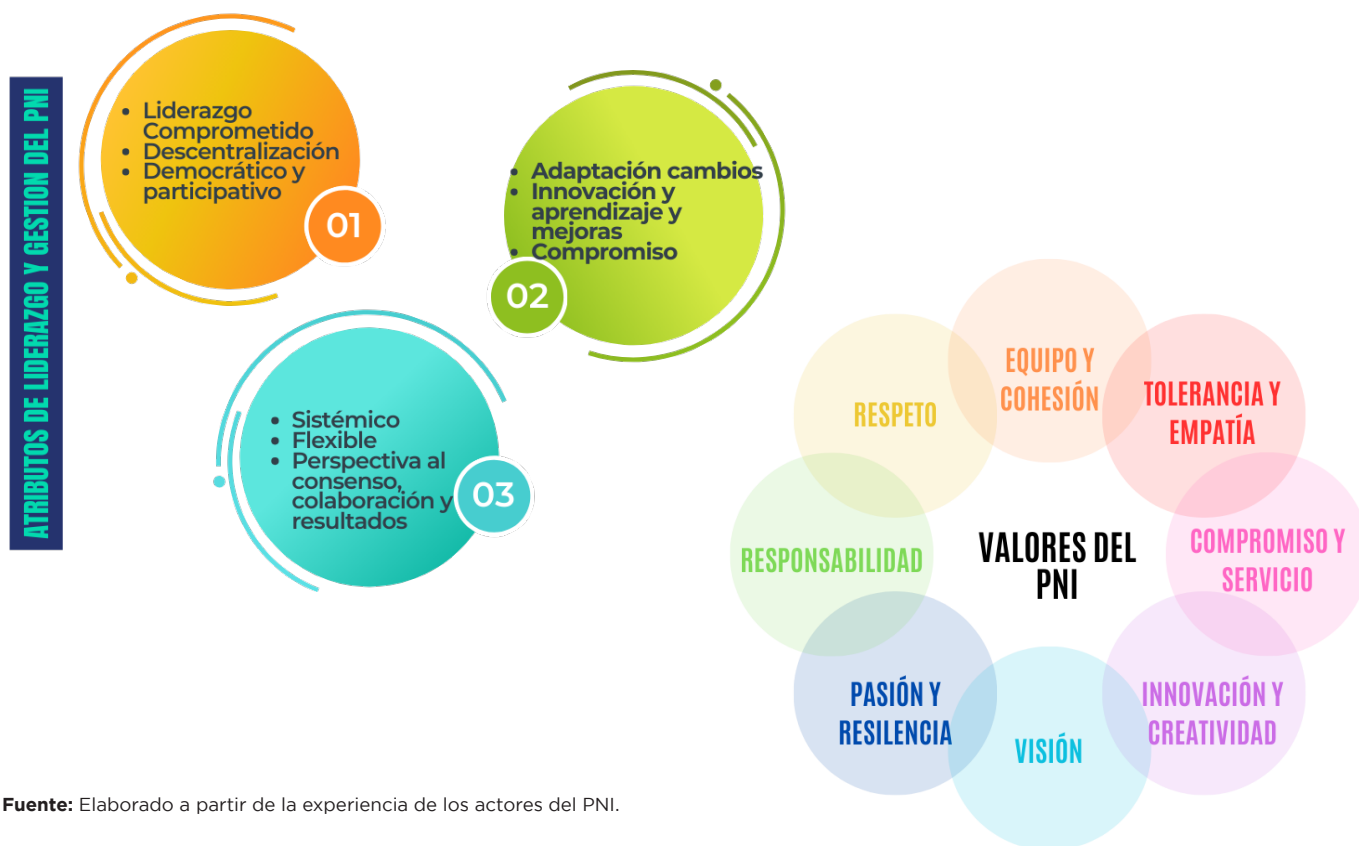 ATRIBUTOS DE LIDERAZGO Y GESTION DEL PNI
• Liderazgo
Comprometido
• Descentralización
• Democrático y
participativo
01
• Adaptación cambios
• Innovación y
aprendizaje y
mejoras
• Compromiso
02
• Sistémico
• Flexible
• Perspectiva al
consenso,
colaboración y
resultados
03
VALORES DEL
PNI
EQUIPO Y
COHESIÓN
TOLERANCIA Y
EMPATÍA
COMPROMISO Y
SERVICIO
INNOVACIÓN Y
CREATIVIDAD
VISIÓN
PASIÓN Y
RESILENCIA
RESPONSABILIDAD
RESPETO
Fuente: Elaborado a partir de la experiencia de los actores del PNI.